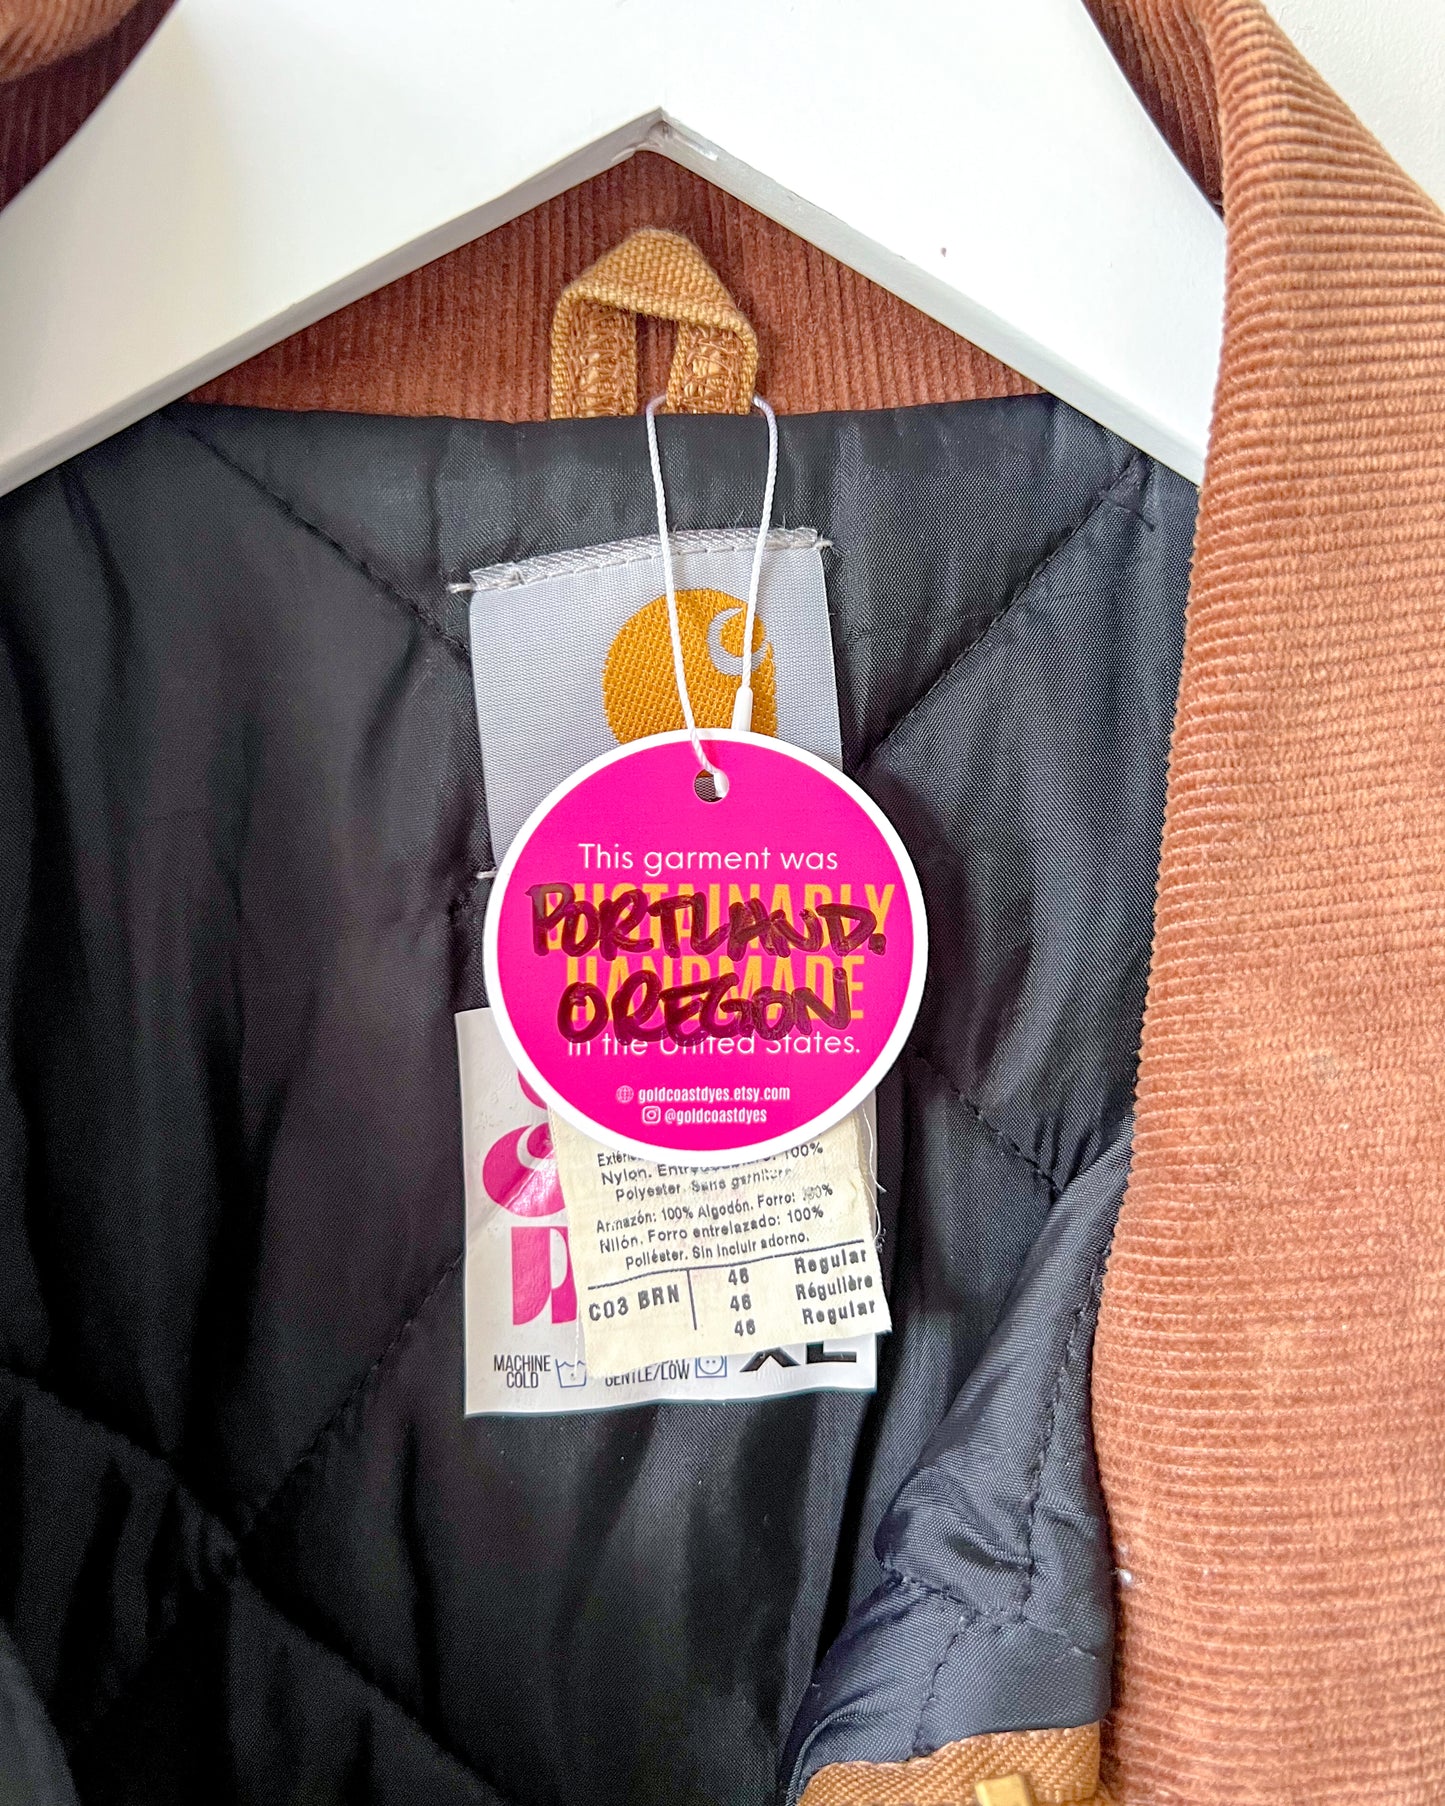 This garment was
SUSTAINABLY
PORTLAND.
HANDMADE
OREGON
in the United States.
goldcoastdyes.etsy.com
@goldcoastdyes
100%
Nylon.
Polyester. Sans garniture.
Armazón: 100% Algodón. Forro: 100%
Nilón. Forro entrelazado: 100%
Poliéster. Sin incluir adorno.
46 Regular
C03 BRN 46 Régulière
46 Regular
MACHINE COLD
GENTLE/LOW
XL